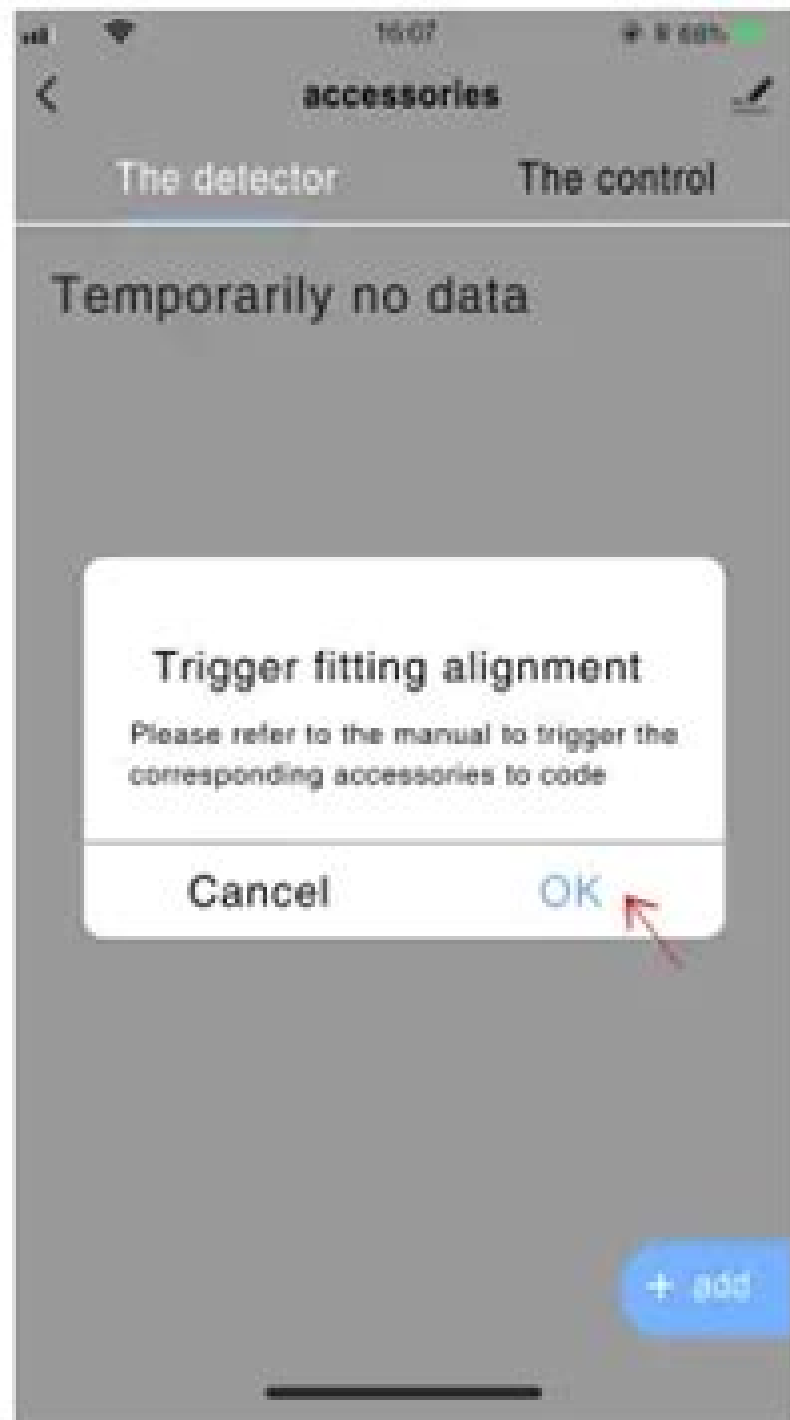 16:07
68%
accessories
The detector The control
Temporarily no data
Trigger fitting alignment
Please refer to the manual to trigger the
corresponding accessories to code
Cancel OK
+ add